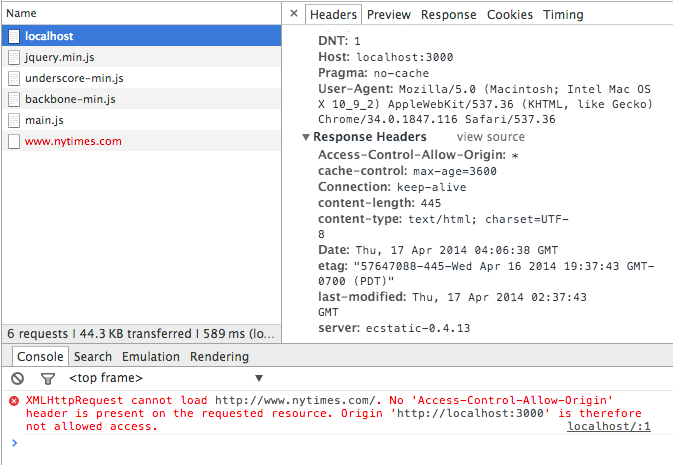 Name
localhost
jquery.min.js
underscore-min.js
backbone-min.js
main.js
www.nytimes.com
6 requests | 44.3 KB transferred | 589 ms (lo...
× Headers Preview Response Cookies Timing
DNT: 1
Host: localhost:3000
Pragma: no-cache
User-Agent: Mozilla/5.0 (Macintosh; Intel Mac OS
X 10_9_2) AppleWebKit/537.36 (KHTML, like Gecko)
Chrome/34.0.1847.116 Safari/537.36
▼ Response Headers view source
Access-Control-Allow-Origin: *
cache-control: max-age=3600
Connection: keep-alive
content-length: 445
content-type: text/html; charset=UTF-
8
Date: Thu, 17 Apr 2014 04:06:38 GMT
etag: "57647088-445-Wed Apr 16 2014 19:37:43 GMT-
0700 (PDT)"
last-modified: Thu, 17 Apr 2014 02:37:43
GMT
server: ecstatic-0.4.13
Console Search Emulation Rendering
<top frame> ▼
XMLHttpRequest cannot load http://www.nytimes.com/. No 'Access-Control-Allow-Origin'
header is present on the requested resource. Origin 'http://localhost:3000' is therefore
not allowed access. localhost/:1
>